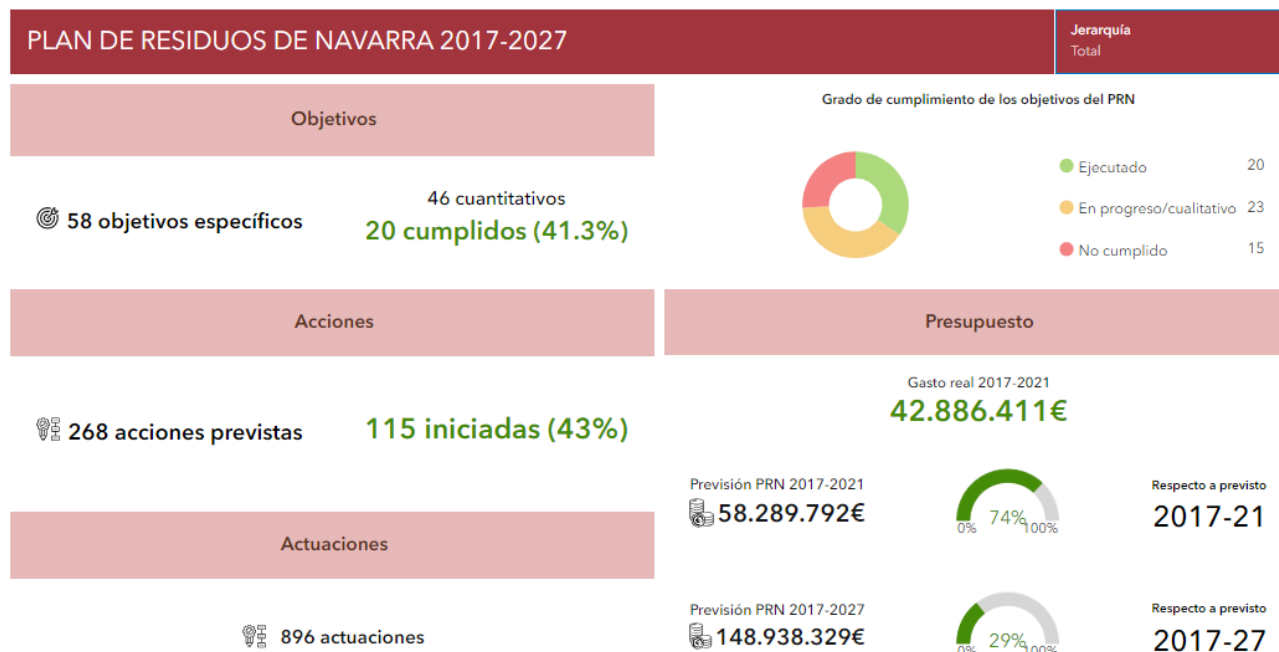 PLAN DE RESIDUOS DE NAVARRA 2017-2027
Jerarquía
Total
Objetivos
58 objetivos específicos
46 cuantitativos
20 cumplidos (41.3%)
Grado de cumplimiento de los objetivos del PRN
Ejecutado 20
En progreso/cualitativo 23
No cumplido 15
Acciones
268 acciones previstas
115 iniciadas (43%)
Presupuesto
Gasto real 2017-2021
42.886.411€
Previsión PRN 2017-2021
58.289.792€
74%
0% 100%
Respecto a previsto
2017-21
Actuaciones
896 actuaciones
Previsión PRN 2017-2027
148.938.329€
29%
0% 100%
Respecto a previsto
2017-27